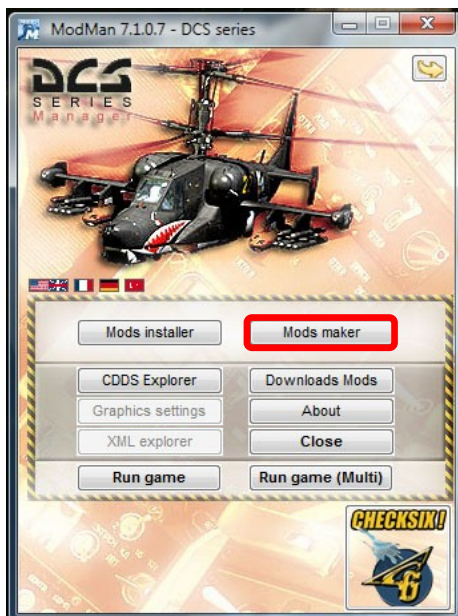 ModMan 7.1.0.7 - DCS series
DCS
SERIES
Manager
Mods installer
Mods maker
CDDS Explorer
Downloads Mods
Graphics settings
About
XML explorer
Close
Run game
Run game (Multi)
CHECKSIX!
6